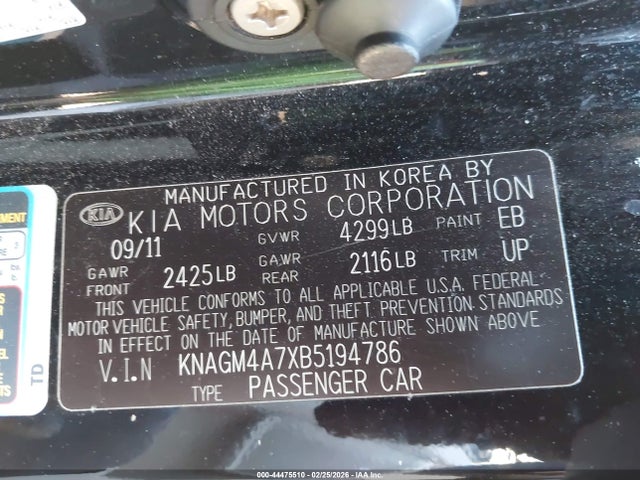 MANUFACTURED IN KOREA BY
KIA KIA MOTORS CORPORATION
09/11 GVWR 4299LB PAINT EB
GAWR FRONT 2425LB GAWR REAR 2116LB TRIM UP
THIS VEHICLE CONFORMS TO ALL APPLICABLE U.S.A. FEDERAL
MOTOR VEHICLE SAFETY, BUMPER, AND THEFT PREVENTION STANDARDS
IN EFFECT ON THE DATE OF MANUFACTURE SHOWN ABOVE
V.I.N KNAGM4A7XB5194786
TYPE PASSENGER CAR
TD
000-44475510 - 02/25/2026 - IAA Inc.